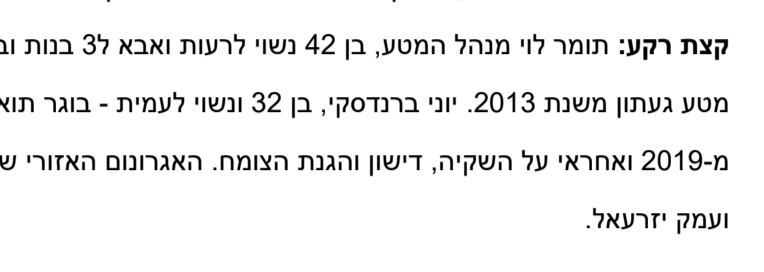 קצת רקע: תומר לוי מנהל המטע, בן 42 נשוי לרעות ואבא ל3 בנות
מטע געתון משנת 2013. יוני ברנדסקי, בן 32 ונשוי לעמית - בוגר
מ-2019 ואחראי על השקיה, דישון והגנת הצומח. האגרונום האזורי
ועמק יזרעאל.